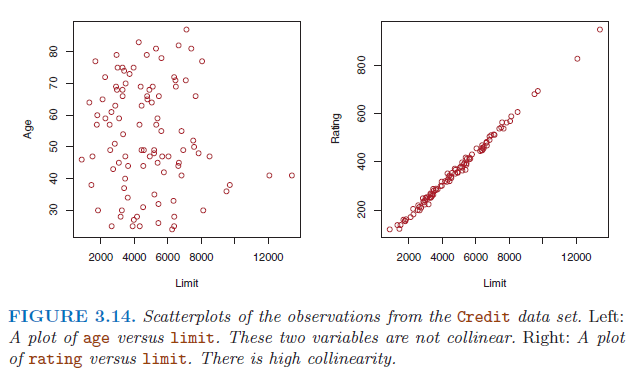 Age
30 40 50 60 70 80
2000 4000 6000 8000 12000
Limit
Rating
200 400 600 800
2000 4000 6000 8000 12000
Limit
FIGURE 3.14. Scatterplots of the observations from the Credit data set. Left:
A plot of age versus limit. These two variables are not collinear. Right: A plot
of rating versus limit. There is high collinearity.